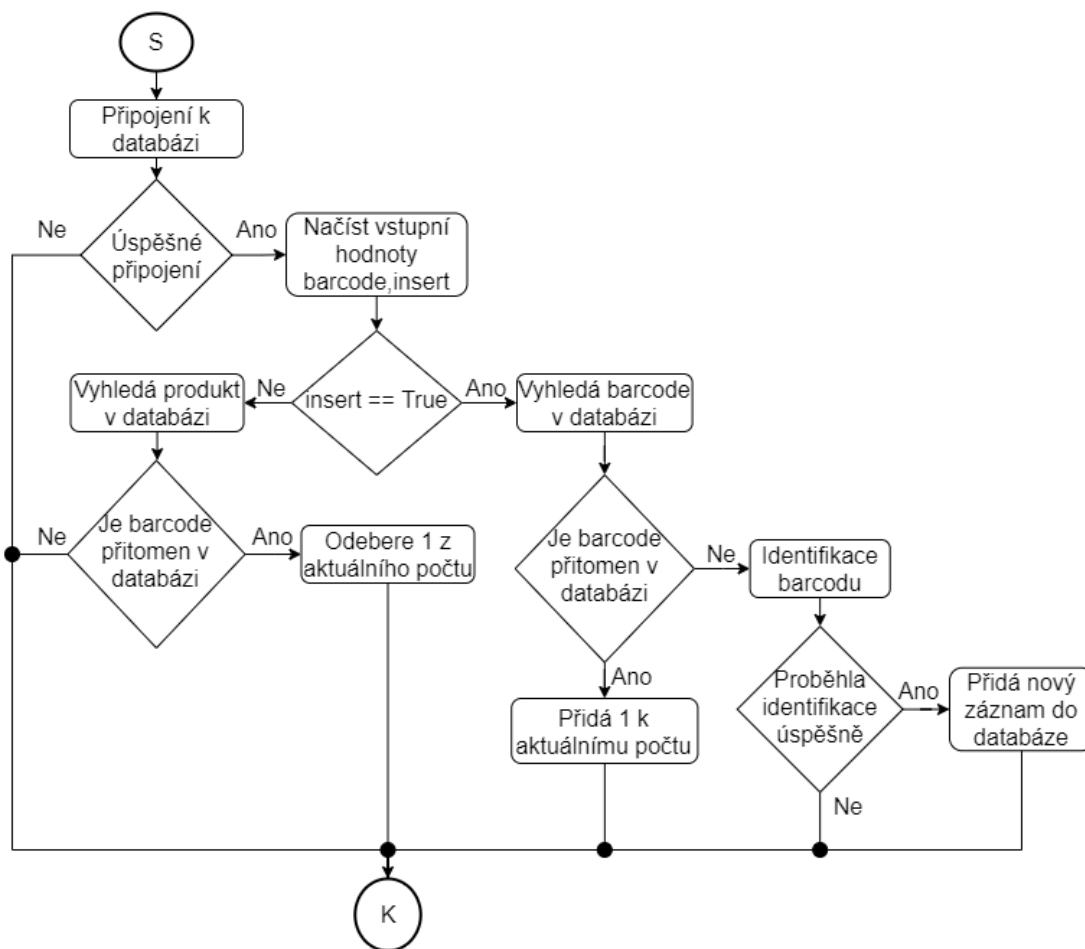 S
Připojení k
databázi
Ne
Úspěšné
připojení
Ano
Načíst vstupní
hodnoty
barcode,insert
Vyhledá produkt
v databázi
Ne
insert == True
Ano
Vyhledá barcode
v databázi
Ne
Je barcode
přitomen v
databázi
Ano
Odebere 1 z
aktuálního počtu
Je barcode
přitomen v
databázi
Ne
Identifikace
barcodu
Ano
Přidá 1 k
aktuálnímu počtu
Proběhla
identifikace
úspěšně
Ano
Přidá nový
záznam do
databáze
Ne
K